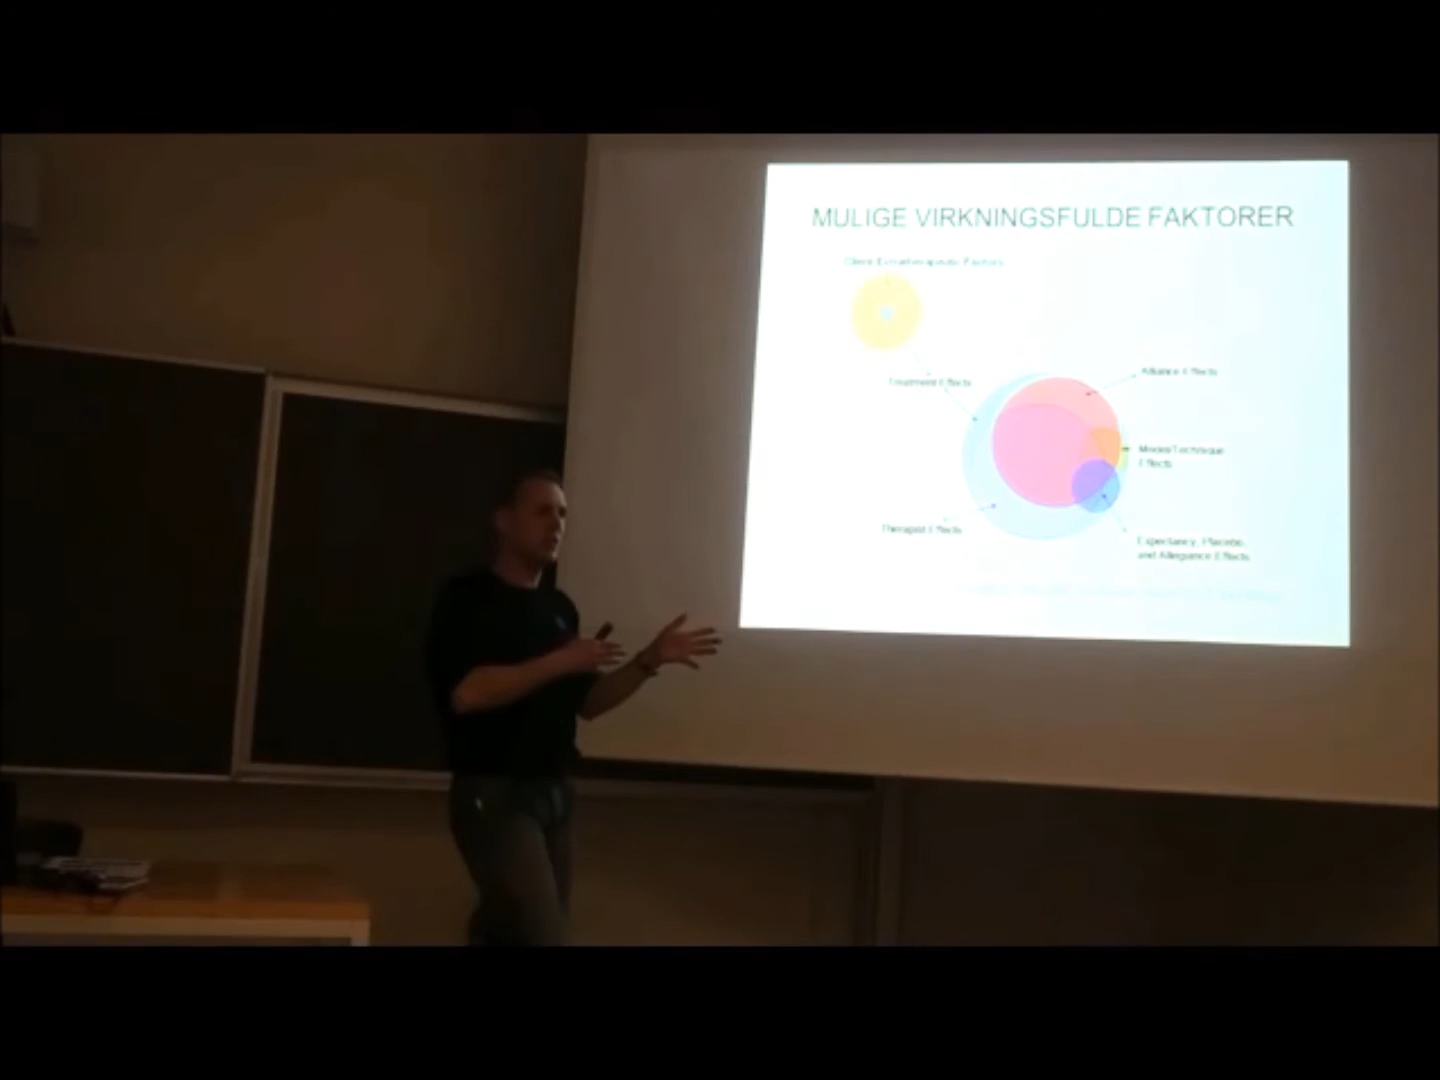 MULIGE VIRKNINGSFULDE FAKTORER
Client Extratherapeutic Factors
Treatment Effects
Alliance Effects
Model/Technique
Effects
Therapist Effects
Expectancy, Placebo,
and Allegiance Effects